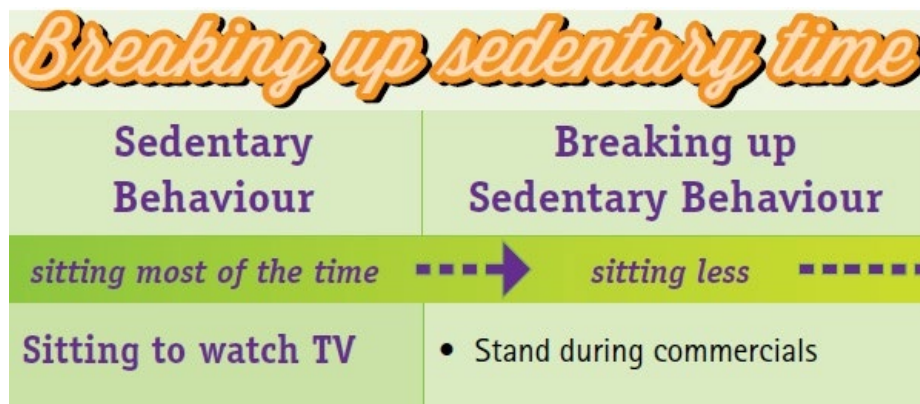 Breaking up sedentary time
Sedentary
Behaviour
Breaking up
Sedentary Behaviour
sitting most of the time
sitting less
Sitting to watch TV
• Stand during commercials